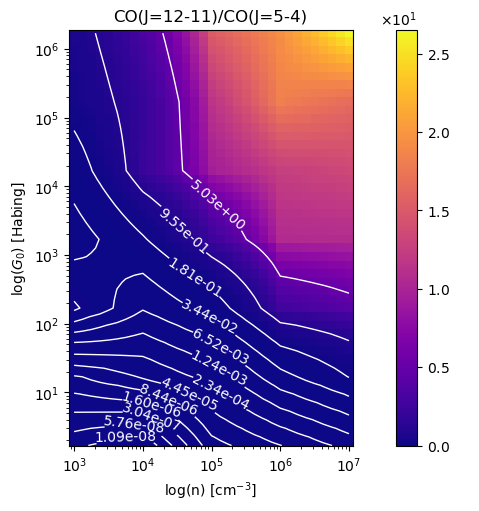 CO(J=12-11)/CO(J=5-4)
×10¹
log(G₀) [Habing]
10⁶
10⁵
10⁴
10³
10²
10¹
5.03e+00
9.55e-01
1.81e-01
3.44e-02
6.52e-03
1.24e-03
2.34e-04
4.45e-05
8.44e-06
1.60e-06
3.04e-07
5.76e-08
1.09e-08
10³ 10⁴ 10⁵ 10⁶ 10⁷
log(n) [cm⁻³]
2.5
2.0
1.5
1.0
0.5
0.0